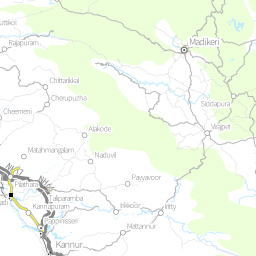 Rajapuram
Madikeri
Chittarikkal
Cherupuzha
Siddapura
Cheemeni
Alakode
Virajpet
Matahmangalam
Naduvil
Pilathara
Payyavoor
Taliparamba
Kannapuram
Irikkoor
Iritty
Pappinisseri
Mattannur
Kannur